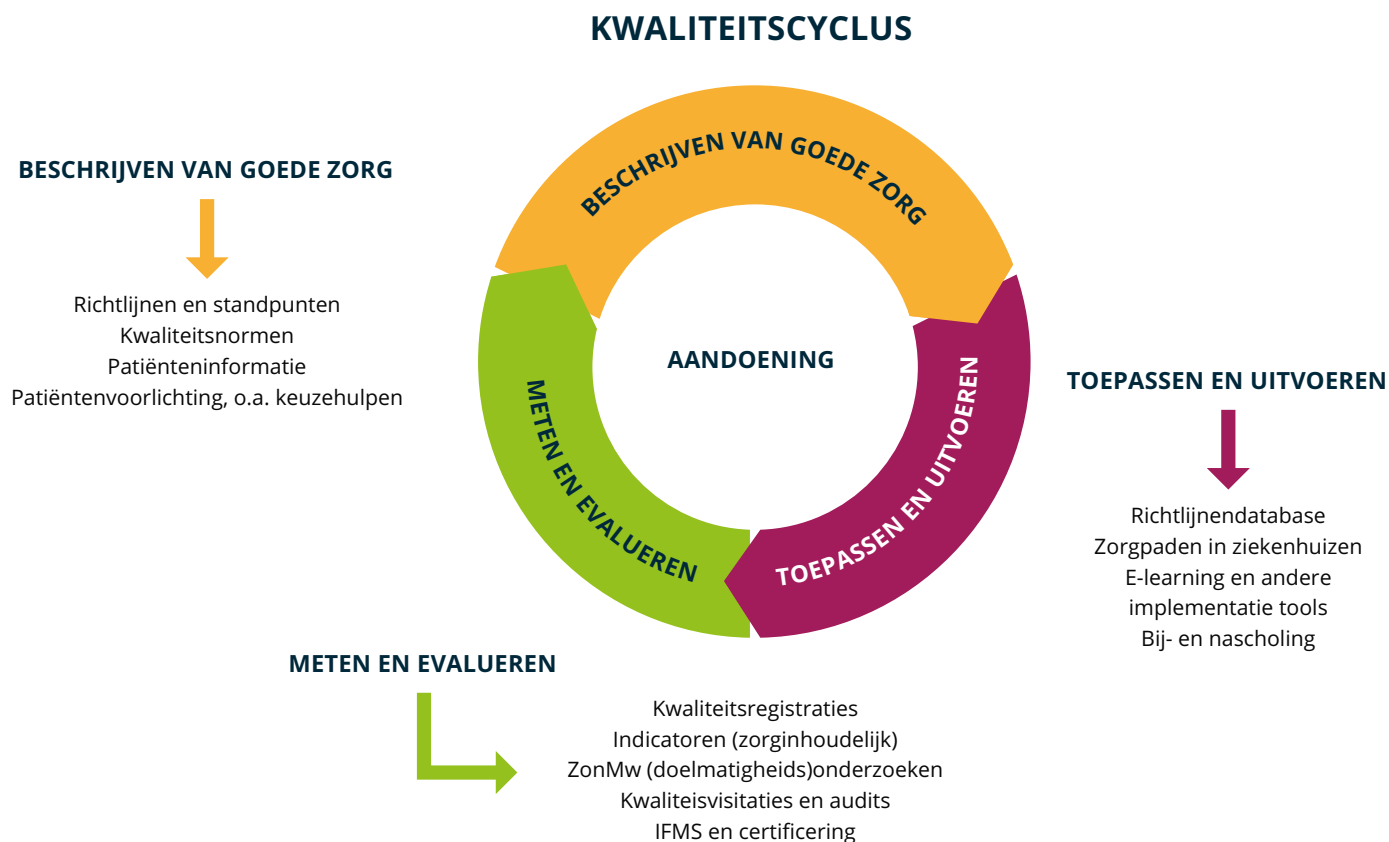 KWALITEITSCYCLUS
BESCHRIJVEN VAN GOEDE ZORG
Richtlijnen en standpunten
Kwaliteitsnormen
Patiënteninformatie
Patiëntenvoorlichting, o.a. keuzehulpen
BESCHRIJVEN VAN GOEDE ZORG
AANDOENING
METEN EN EVALUEREN
TOEPASSEN EN UITVOEREN
TOEPASSEN EN UITVOEREN
Richtlijnendatabase
Zorgpaden in ziekenhuizen
E-learning en andere
implementatie tools
Bij- en nascholing
METEN EN EVALUEREN
Kwaliteitsregistraties
Indicatoren (zorginhoudelijk)
ZonMw (doelmatigheids)onderzoeken
Kwaliteisvisitaties en audits
IFMS en certificering